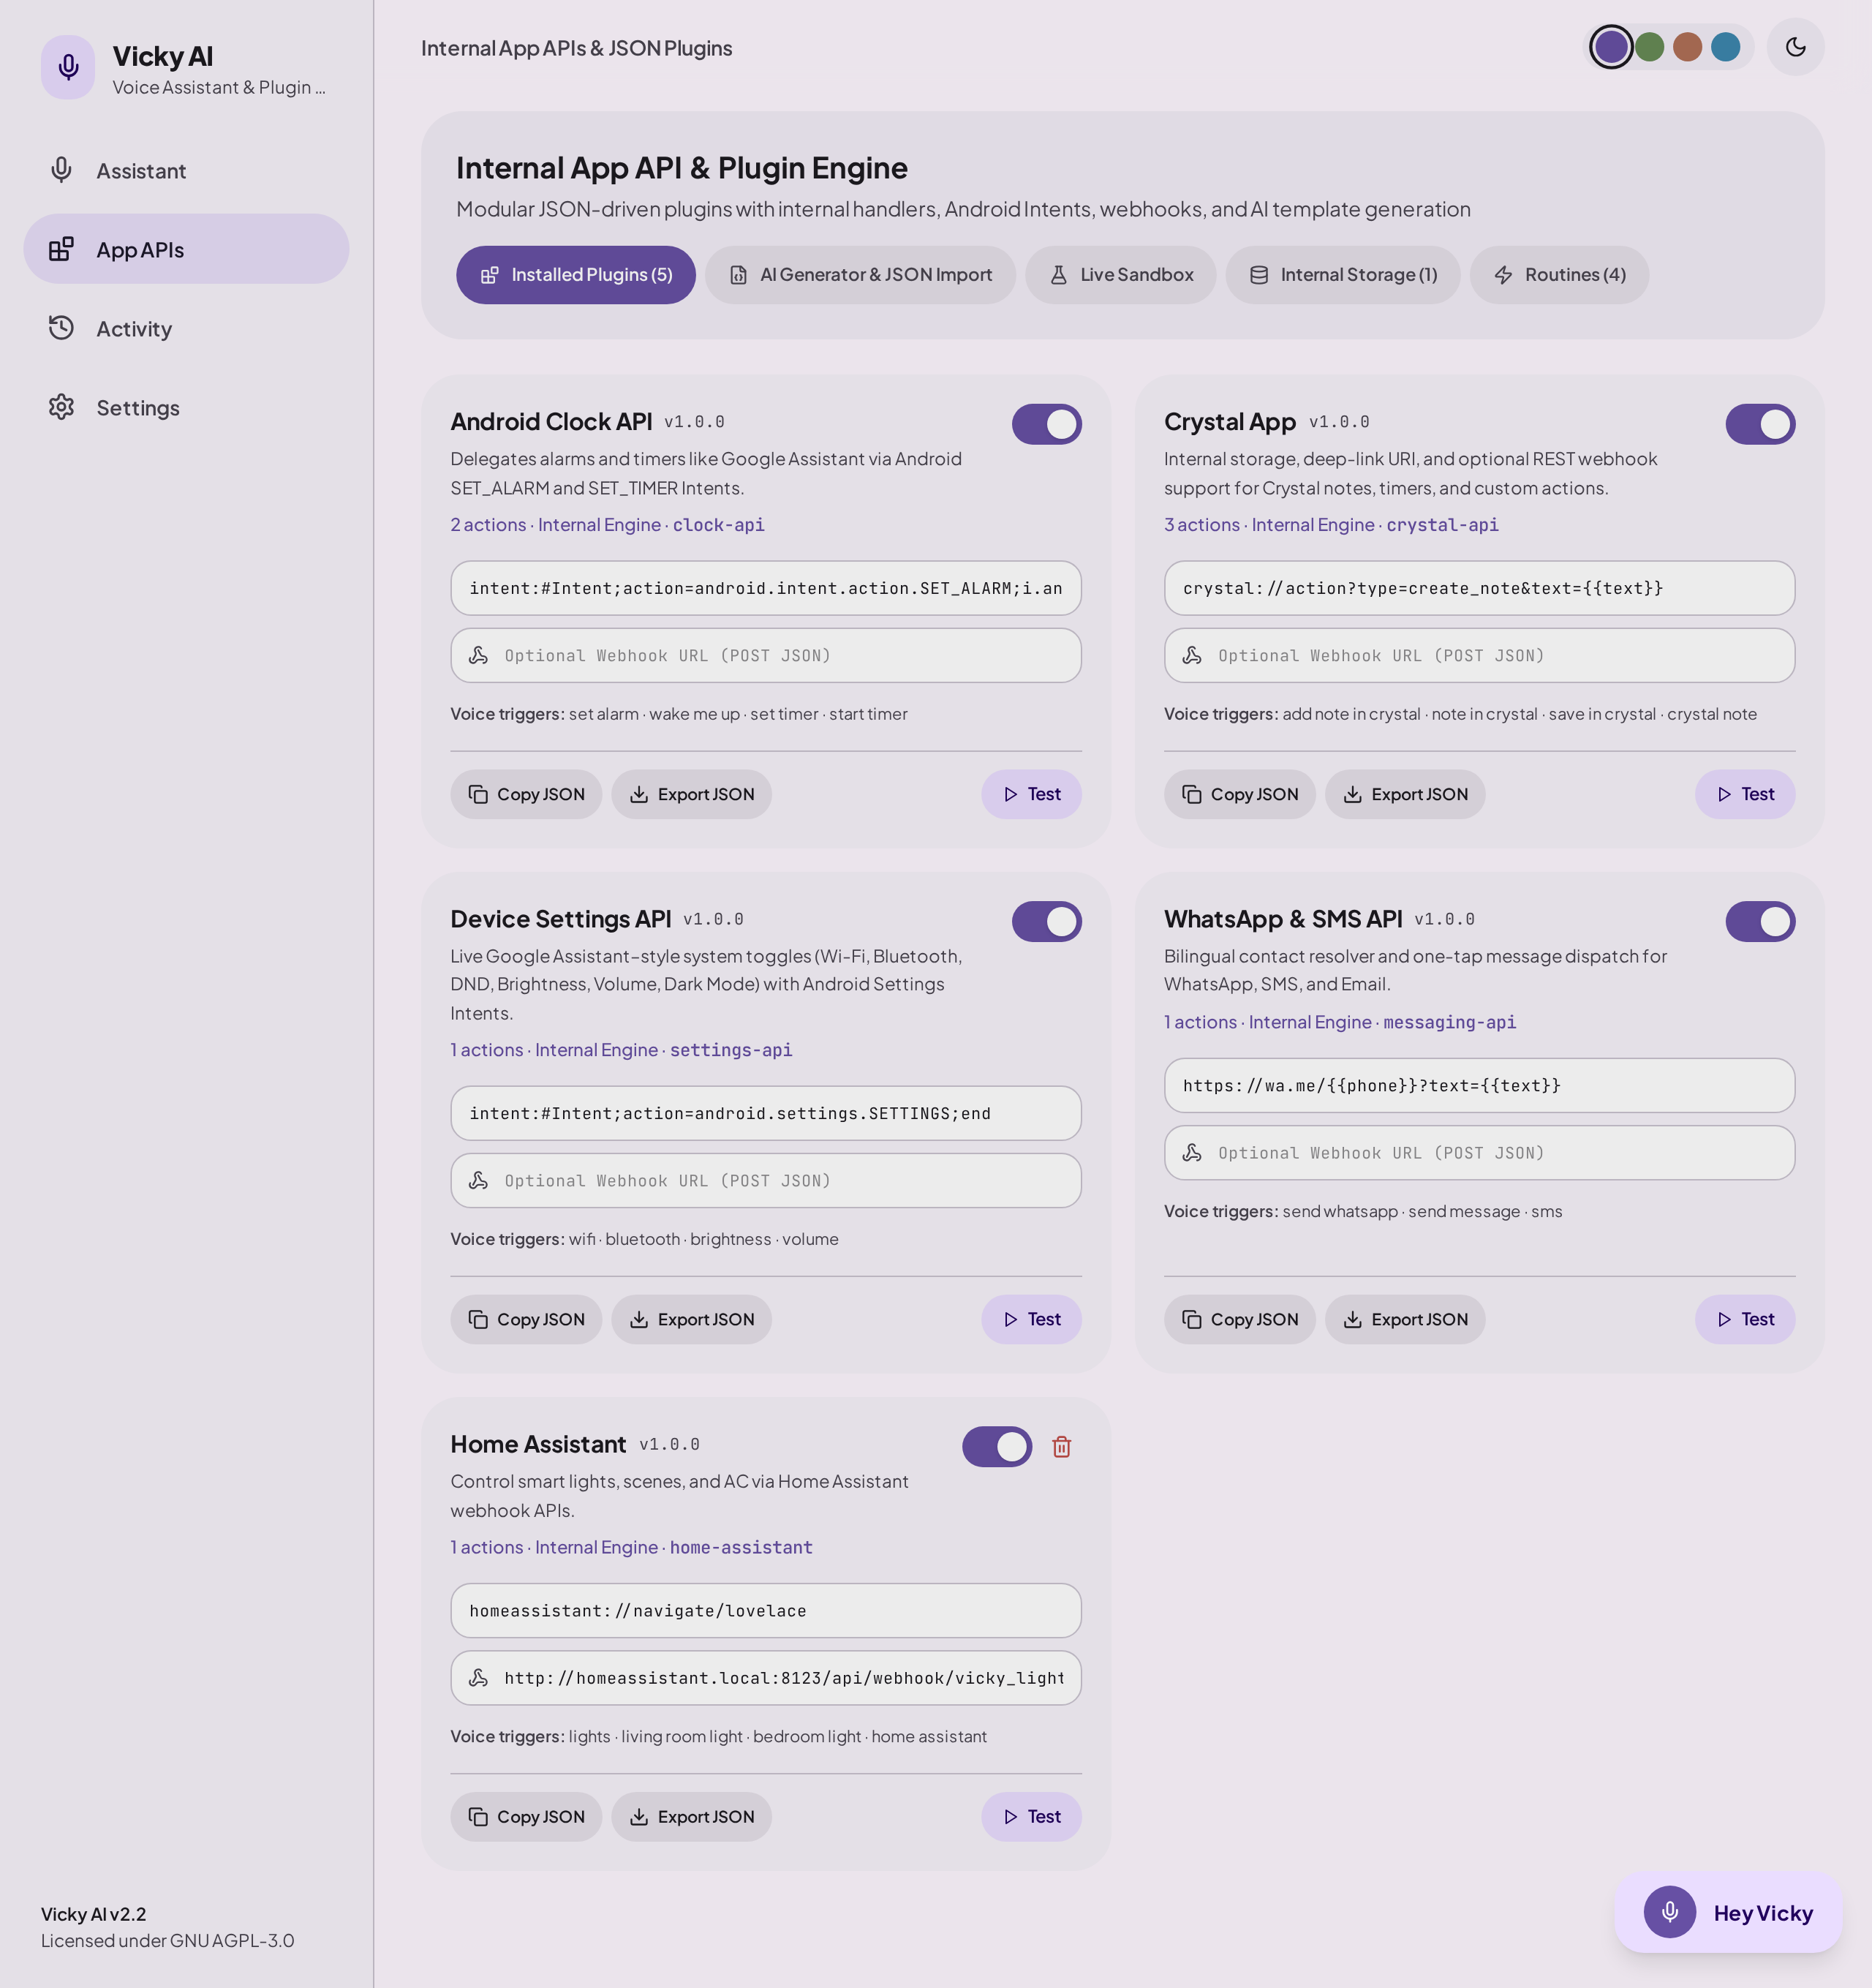 Vicky AI
Voice Assistant & Plugin ...
Assistant
App APIs
Activity
Settings
Vicky AI v2.2
Licensed under GNU AGPL-3.0
Internal App APIs & JSON Plugins
Internal App API & Plugin Engine
Modular JSON-driven plugins with internal handlers, Android Intents, webhooks, and AI template generation
Installed Plugins (5)
AI Generator & JSON Import
Live Sandbox
Internal Storage (1)
Routines (4)
Android Clock API v1.0.0
Delegates alarms and timers like Google Assistant via Android
SET_ALARM and SET_TIMER Intents.
2 actions · Internal Engine · clock-api
intent:#Intent;action=android.intent.action.SET_ALARM;i.an
Optional Webhook URL (POST JSON)
Voice triggers: set alarm · wake me up · set timer · start timer
Copy JSON
Export JSON
Test
Crystal App v1.0.0
Internal storage, deep-link URI, and optional REST webhook
support for Crystal notes, timers, and custom actions.
3 actions · Internal Engine · crystal-api
crystal://action?type=create_note&text={{text}}
Optional Webhook URL (POST JSON)
Voice triggers: add note in crystal · note in crystal · save in crystal · crystal note
Copy JSON
Export JSON
Test
Device Settings API v1.0.0
Live Google Assistant–style system toggles (Wi-Fi, Bluetooth,
DND, Brightness, Volume, Dark Mode) with Android Settings
Intents.
1 actions · Internal Engine · settings-api
intent:#Intent;action=android.settings.SETTINGS;end
Optional Webhook URL (POST JSON)
Voice triggers: wifi · bluetooth · brightness · volume
Copy JSON
Export JSON
Test
WhatsApp & SMS API v1.0.0
Bilingual contact resolver and one-tap message dispatch for
WhatsApp, SMS, and Email.
1 actions · Internal Engine · messaging-api
https://wa.me/{{phone}}?text={{text}}
Optional Webhook URL (POST JSON)
Voice triggers: send whatsapp · send message · sms
Copy JSON
Export JSON
Test
Home Assistant v1.0.0
Control smart lights, scenes, and AC via Home Assistant
webhook APIs.
1 actions · Internal Engine · home-assistant
homeassistant://navigate/lovelace
http://homeassistant.local:8123/api/webhook/vicky_light
Voice triggers: lights · living room light · bedroom light · home assistant
Copy JSON
Export JSON
Test
Hey Vicky